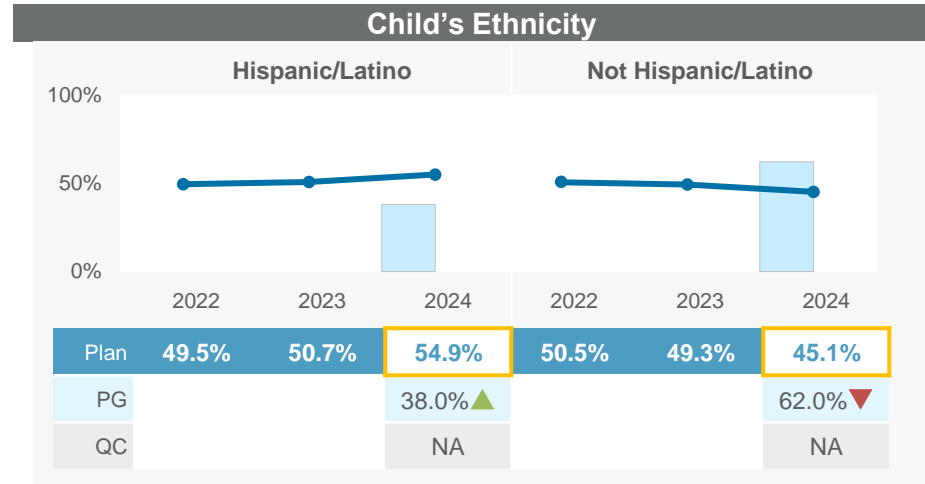 Child’s Ethnicity
Hispanic/Latino Not Hispanic/Latino
100%
50%
0%
2022 2023 2024 2022 2023 2024
Plan 49.5% 50.7% 54.9% 50.5% 49.3% 45.1%
PG 38.0% 62.0%
QC NA NA